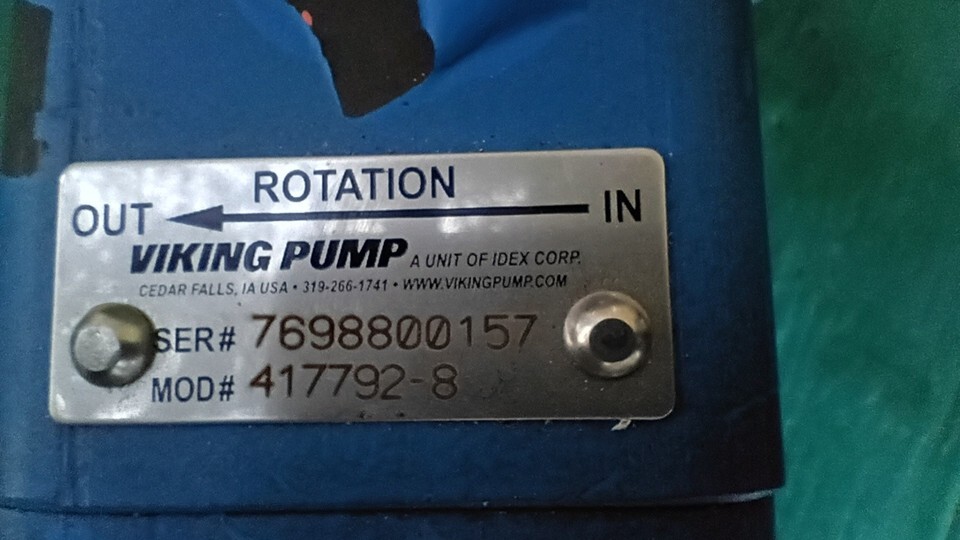 ROTATION
OUT IN
VIKING PUMP A UNIT OF IDEX CORP.
CEDAR FALLS, IA USA • 319-266-1741 • WWW.VIKINGPUMP.COM
SER# 7698800157
MOD# 417792-8